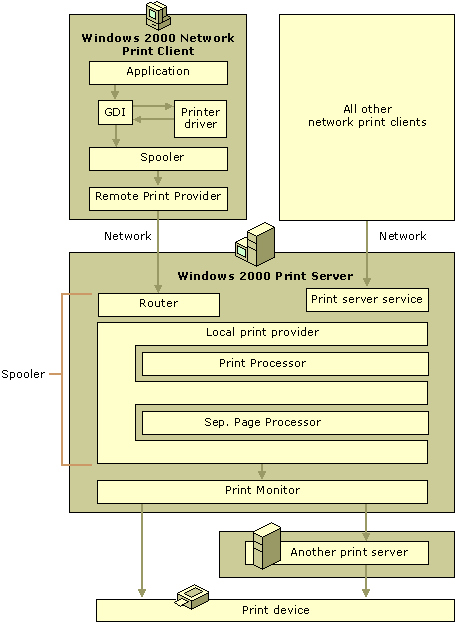 Windows 2000 Network
Print Client
Application
GDI
Printer
driver
Spooler
Remote Print Provider
All other
network print clients
Network
Network
Windows 2000 Print Server
Router
Print server service
Spooler
Local print provider
Print Processor
Sep. Page Processor
Print Monitor
Another print server
Print device